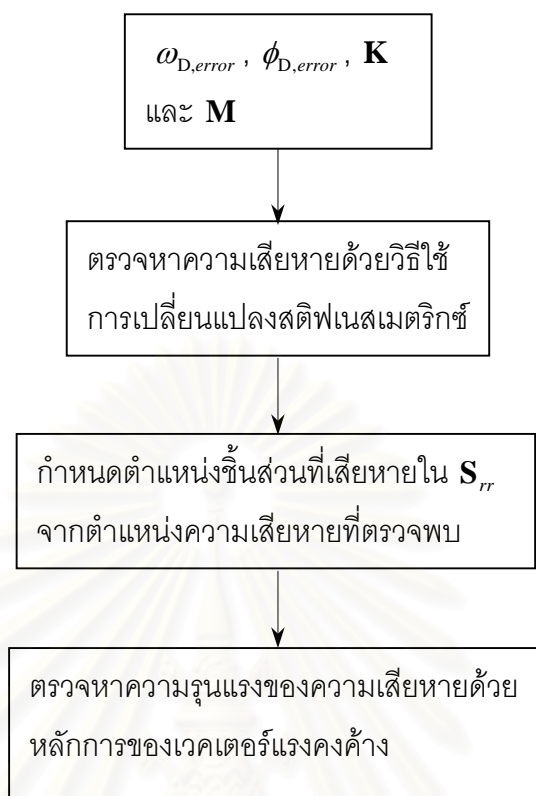 ω_D,error , ϕ_D,error , K
และ M
ตรวจหาความเสียหายด้วยวิธีใช้
การเปลี่ยนแปลงสติฟเนสเมตริกซ์
กำหนดตำแหน่งชิ้นส่วนที่เสียหายใน S_rr
จากตำแหน่งความเสียหายที่ตรวจพบ
ตรวจหาความรุนแรงของความเสียหายด้วย
หลักการของเวคเตอร์แรงคงค้าง